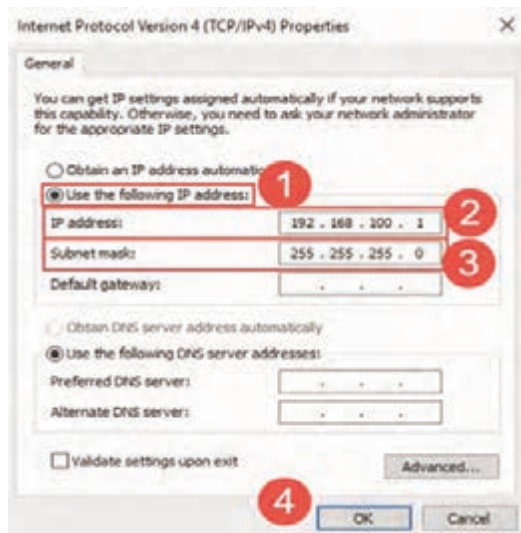 Internet Protocol Version 4 (TCP/IPv4) Properties
General
You can get IP settings assigned automatically if your network supports
this capability. Otherwise, you need to ask your network administrator
for the appropriate IP settings.
Obtain an IP address automatic
Use the following IP address:
1
IP address: 192 . 168 . 100 . 1
2
Subnet mask: 255 . 255 . 255 . 0
3
Default gateway: . . .
Obtain DNS server address automatically
Use the following DNS server addresses:
Preferred DNS server: . . .
Alternate DNS server: . . .
Validate settings upon exit
Advanced...
4
OK Cancel